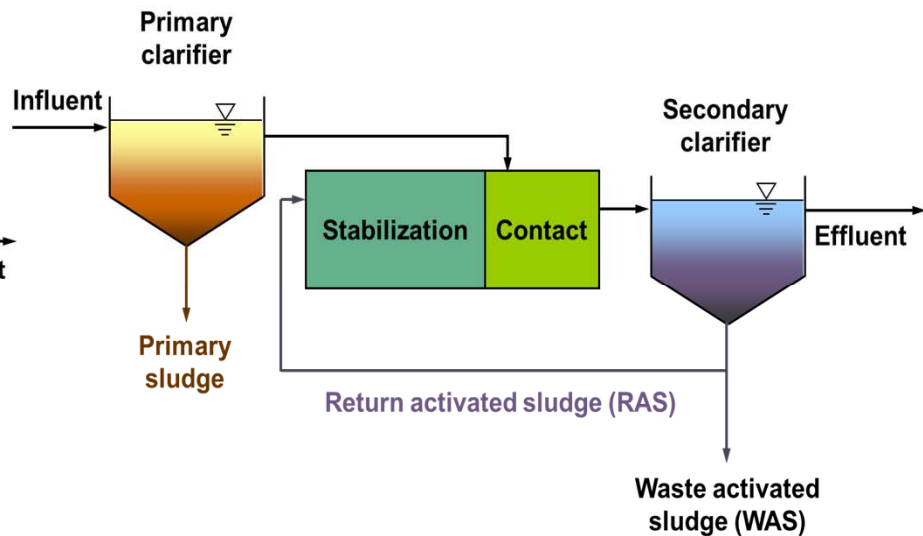 Primary
clarifier
Influent
Secondary
clarifier
Stabilization
Contact
Effluent
t
Primary
sludge
Return activated sludge (RAS)
Waste activated
sludge (WAS)